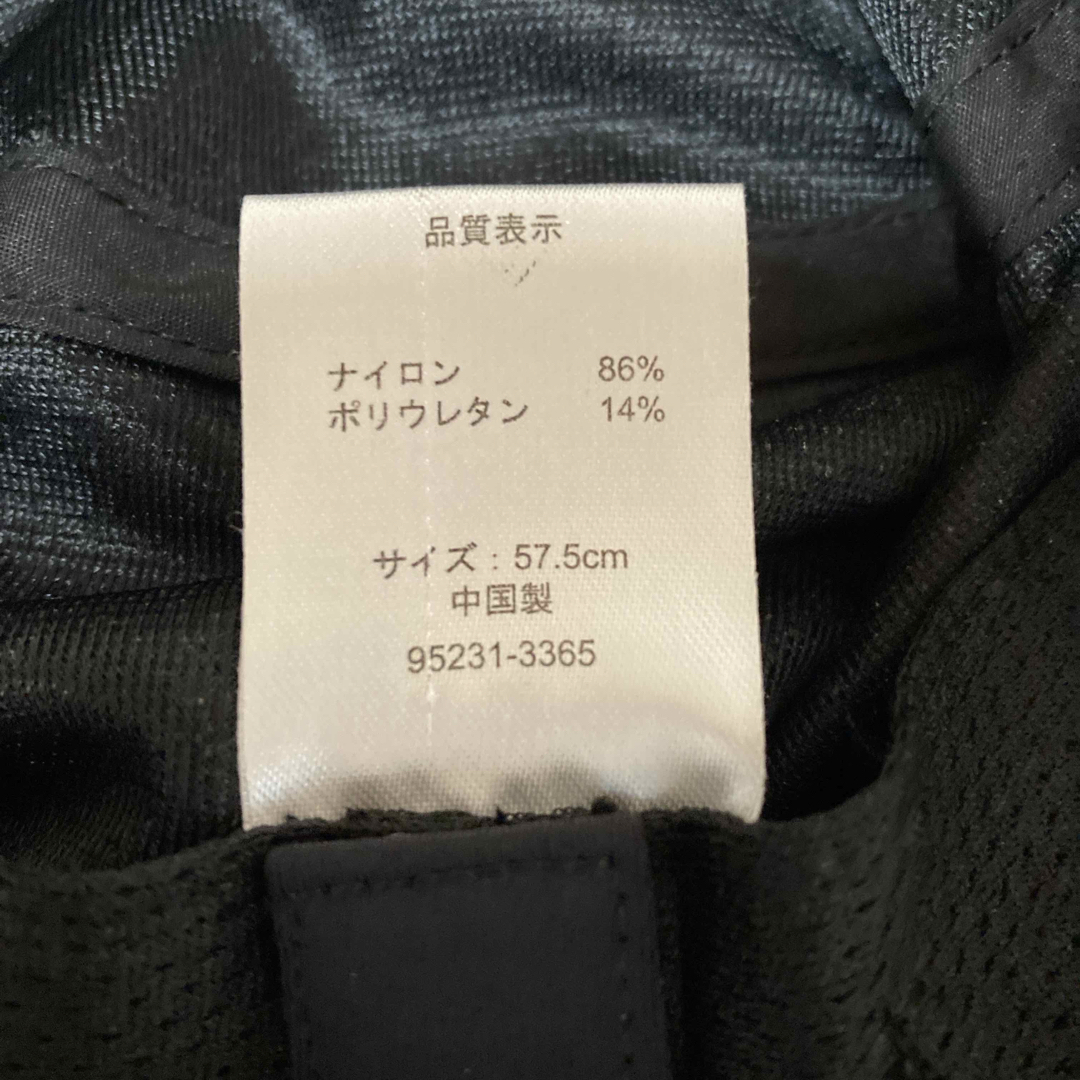 品質表示
ナイロン 86%
ポリウレタン 14%
サイズ：57.5cm
中国製
95231-3365